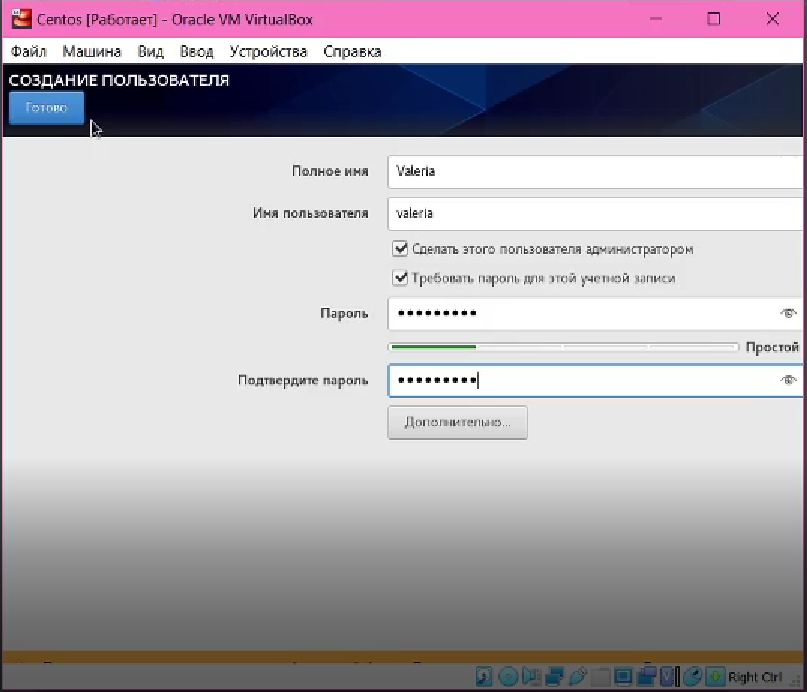 Centos [Работает] - Oracle VM VirtualBox
Файл Машина Вид Ввод Устройства Справка
СОЗДАНИЕ ПОЛЬЗОВАТЕЛЯ
Готово
Полное имя Valeria
Имя пользователя valeria
Сделать этого пользователя администратором
Требовать пароль для этой учетной записи
Пароль •••••••••
Простой
Подтвердите пароль •••••••••
Дополнительно...
Right Ctrl